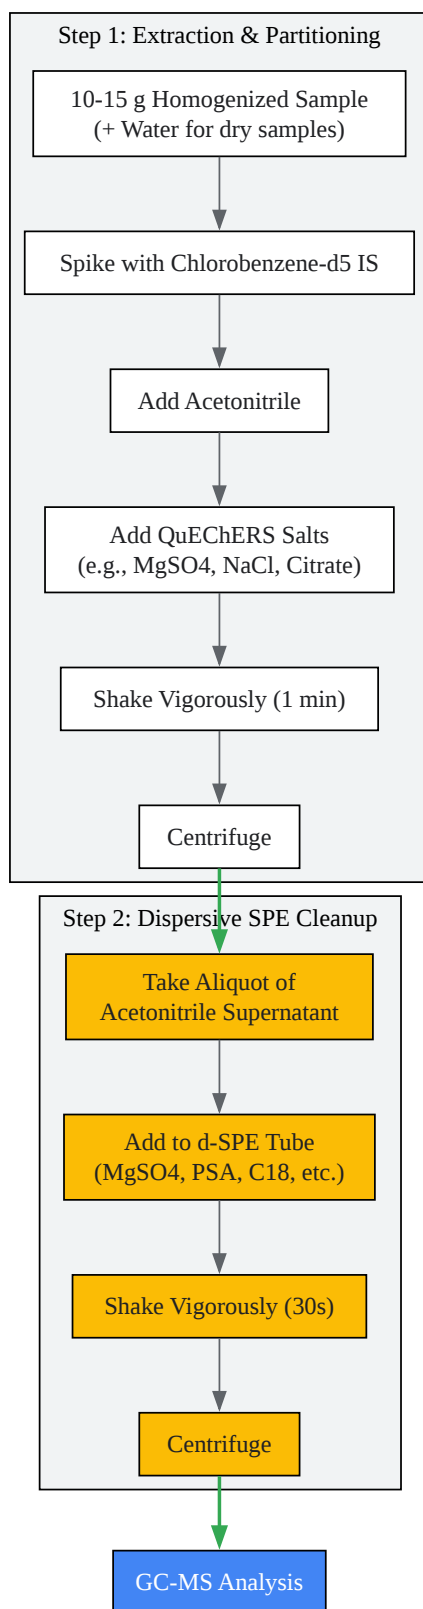 Step 1: Extraction & Partitioning
10-15 g Homogenized Sample
(+ Water for dry samples)
Spike with Chlorobenzene-d5 IS
Add Acetonitrile
Add QuEChERS Salts
(e.g., MgSO4, NaCl, Citrate)
Shake Vigorously (1 min)
Centrifuge
Step 2: Dispersive SPE Cleanup
Take Aliquot of
Acetonitrile Supernatant
Add to d-SPE Tube
(MgSO4, PSA, C18, etc.)
Shake Vigorously (30s)
Centrifuge
GC-MS Analysis